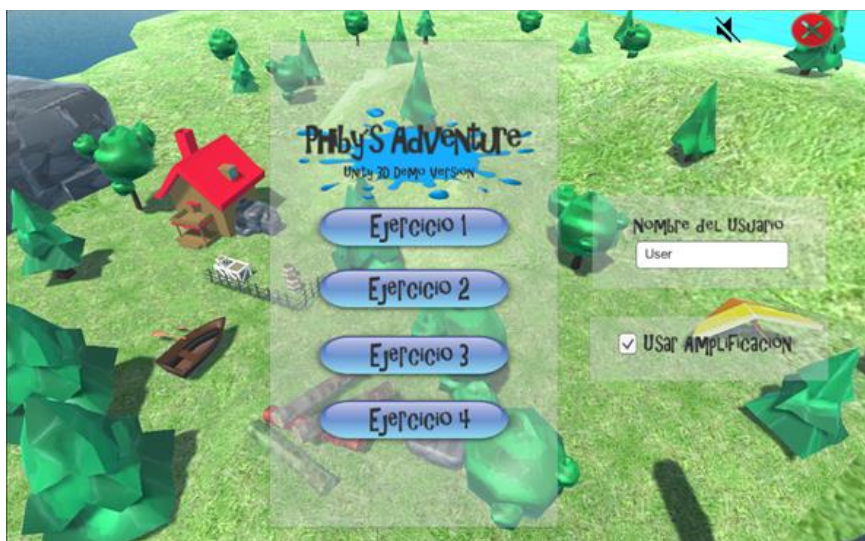 Phiby's Adventure
Unity 3D Demo Version
Ejercicio 1
Ejercicio 2
Ejercicio 3
Ejercicio 4
Nombre del Usuario
User
Usar Amplificación